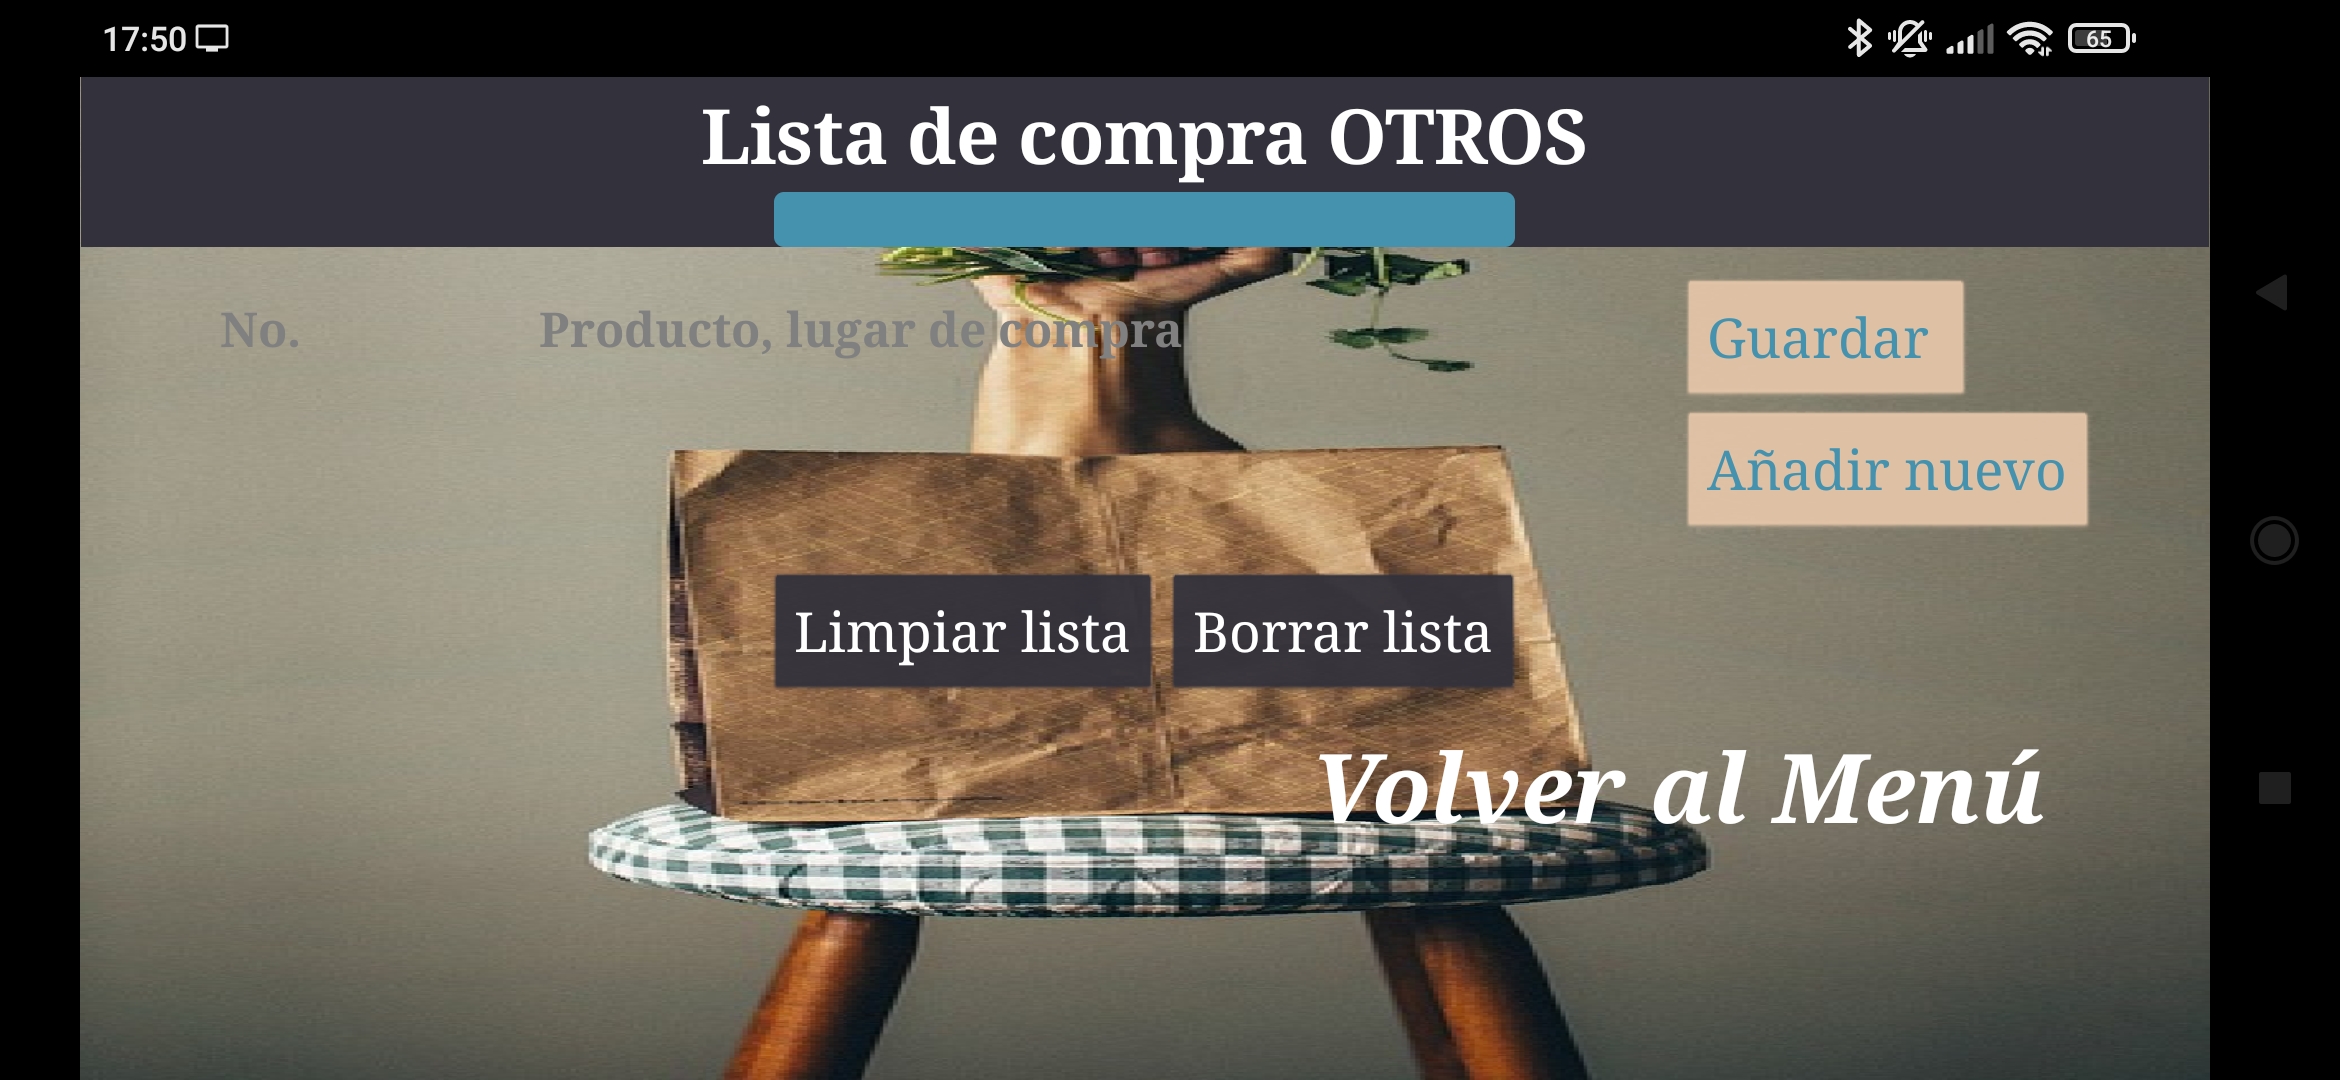 17:50
65
Lista de compra OTROS
No.
Producto, lugar de compra
Guardar
Añadir nuevo
Limpiar lista
Borrar lista
Volver al Menú